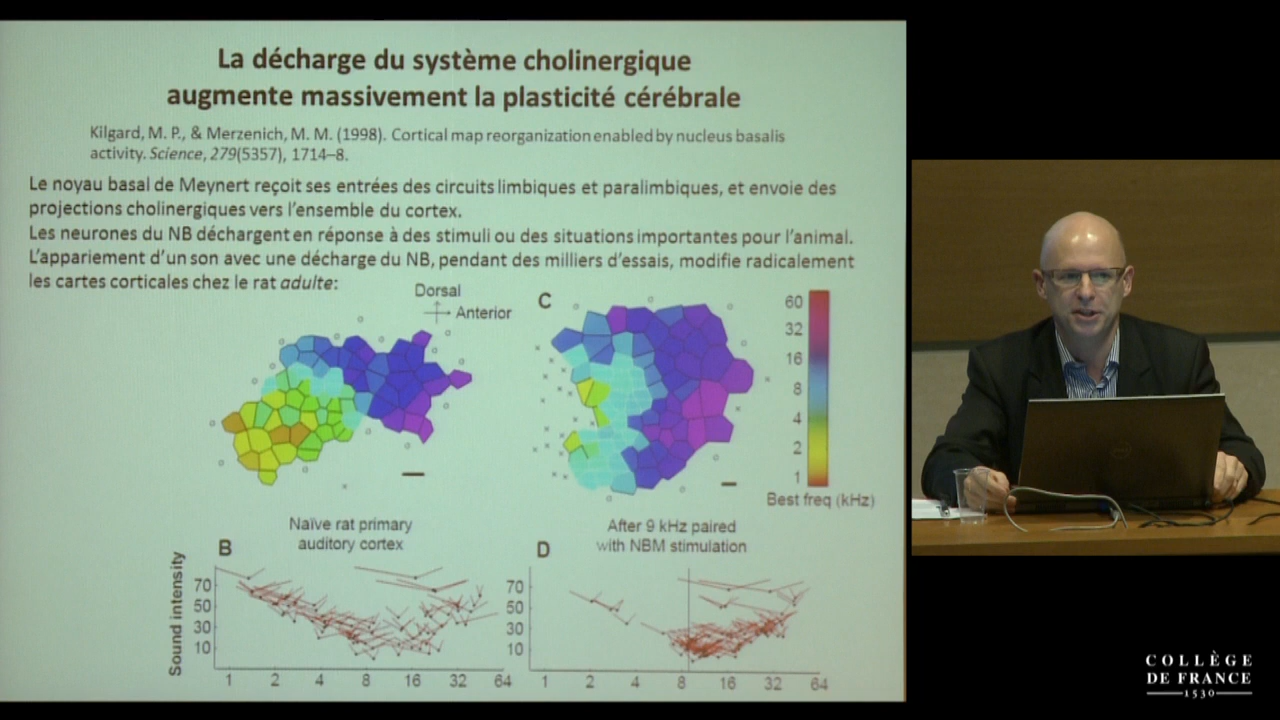 La décharge du système cholinergique
augmente massivement la plasticité cérébrale
Kilgard, M. P., & Merzenich, M. M. (1998). Cortical map reorganization enabled by nucleus basalis
activity. Science, 279(5357), 1714–8.
Le noyau basal de Meynert reçoit ses entrées des circuits limbiques et paralimbiques, et envoie des
projections cholinergiques vers l'ensemble du cortex.
Les neurones du NB déchargent en réponse à des stimuli ou des situations importantes pour l'animal.
L'appariement d'un son avec une décharge du NB, pendant des milliers d'essais, modifie radicalement
les cartes corticales chez le rat adulte:
Dorsal
Anterior
C
60
32
16
8
4
2
1
Best freq (kHz)
Naïve rat primary
auditory cortex
After 9 kHz paired
with NBM stimulation
B
Sound intensity
70
50
30
10
1 2 4 8 16 32 64
D
70
50
30
10
1 2 4 8 16 32 64
COLLÈGE
DE FRANCE
1530